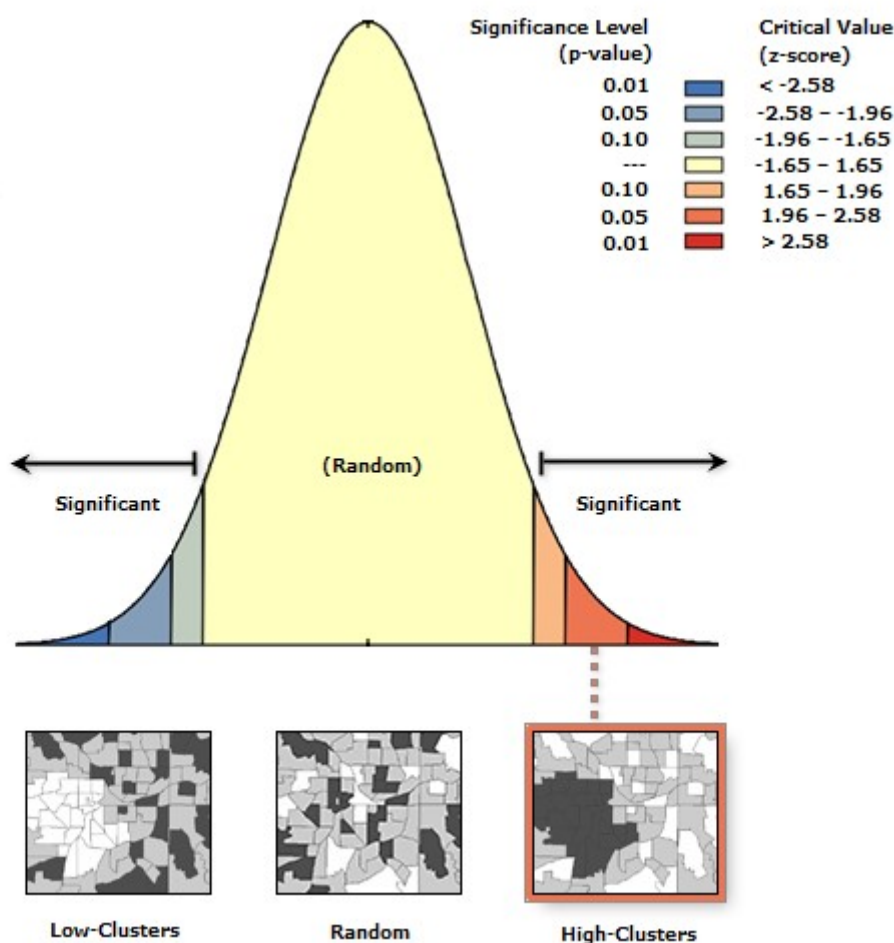 Significance Level Critical Value
(p-value) (z-score)
0.01 < -2.58
0.05 -2.58 – -1.96
0.10 -1.96 – -1.65
--- -1.65 – 1.65
0.10 1.65 – 1.96
0.05 1.96 – 2.58
0.01 > 2.58
(Random)
Significant Significant
Low-Clusters Random High-Clusters